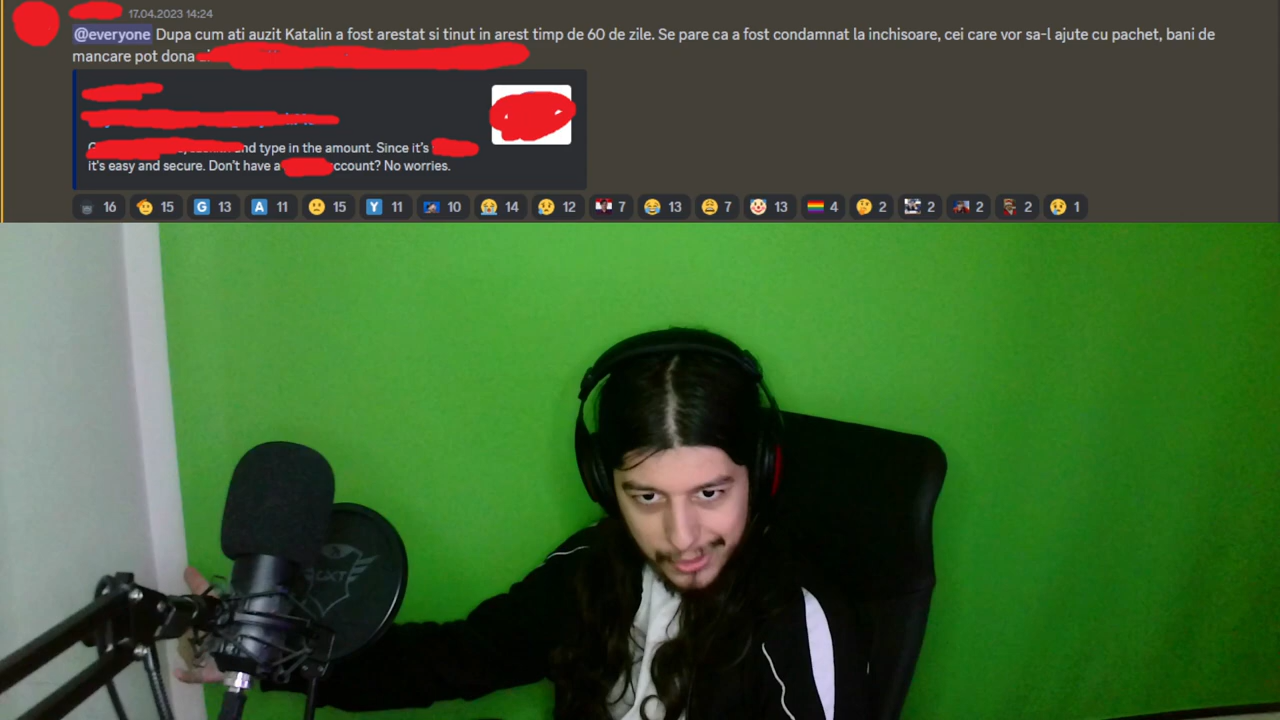 17.04.2023 14:24
@everyone Dupa cum ati auzit Katalin a fost arestat si tinut in arest timp de 60 de zile. Se pare ca a fost condamnat la inchisoare, cei care vor sa-l ajute cu pachet, bani de
mancare pot dona
and type in the amount. Since it's
it's easy and secure. Don't have a account? No worries.
16 15 G 13 A 11 15 Y 11 10 14 12 7 13 7 13 4 2 2 2 2 1